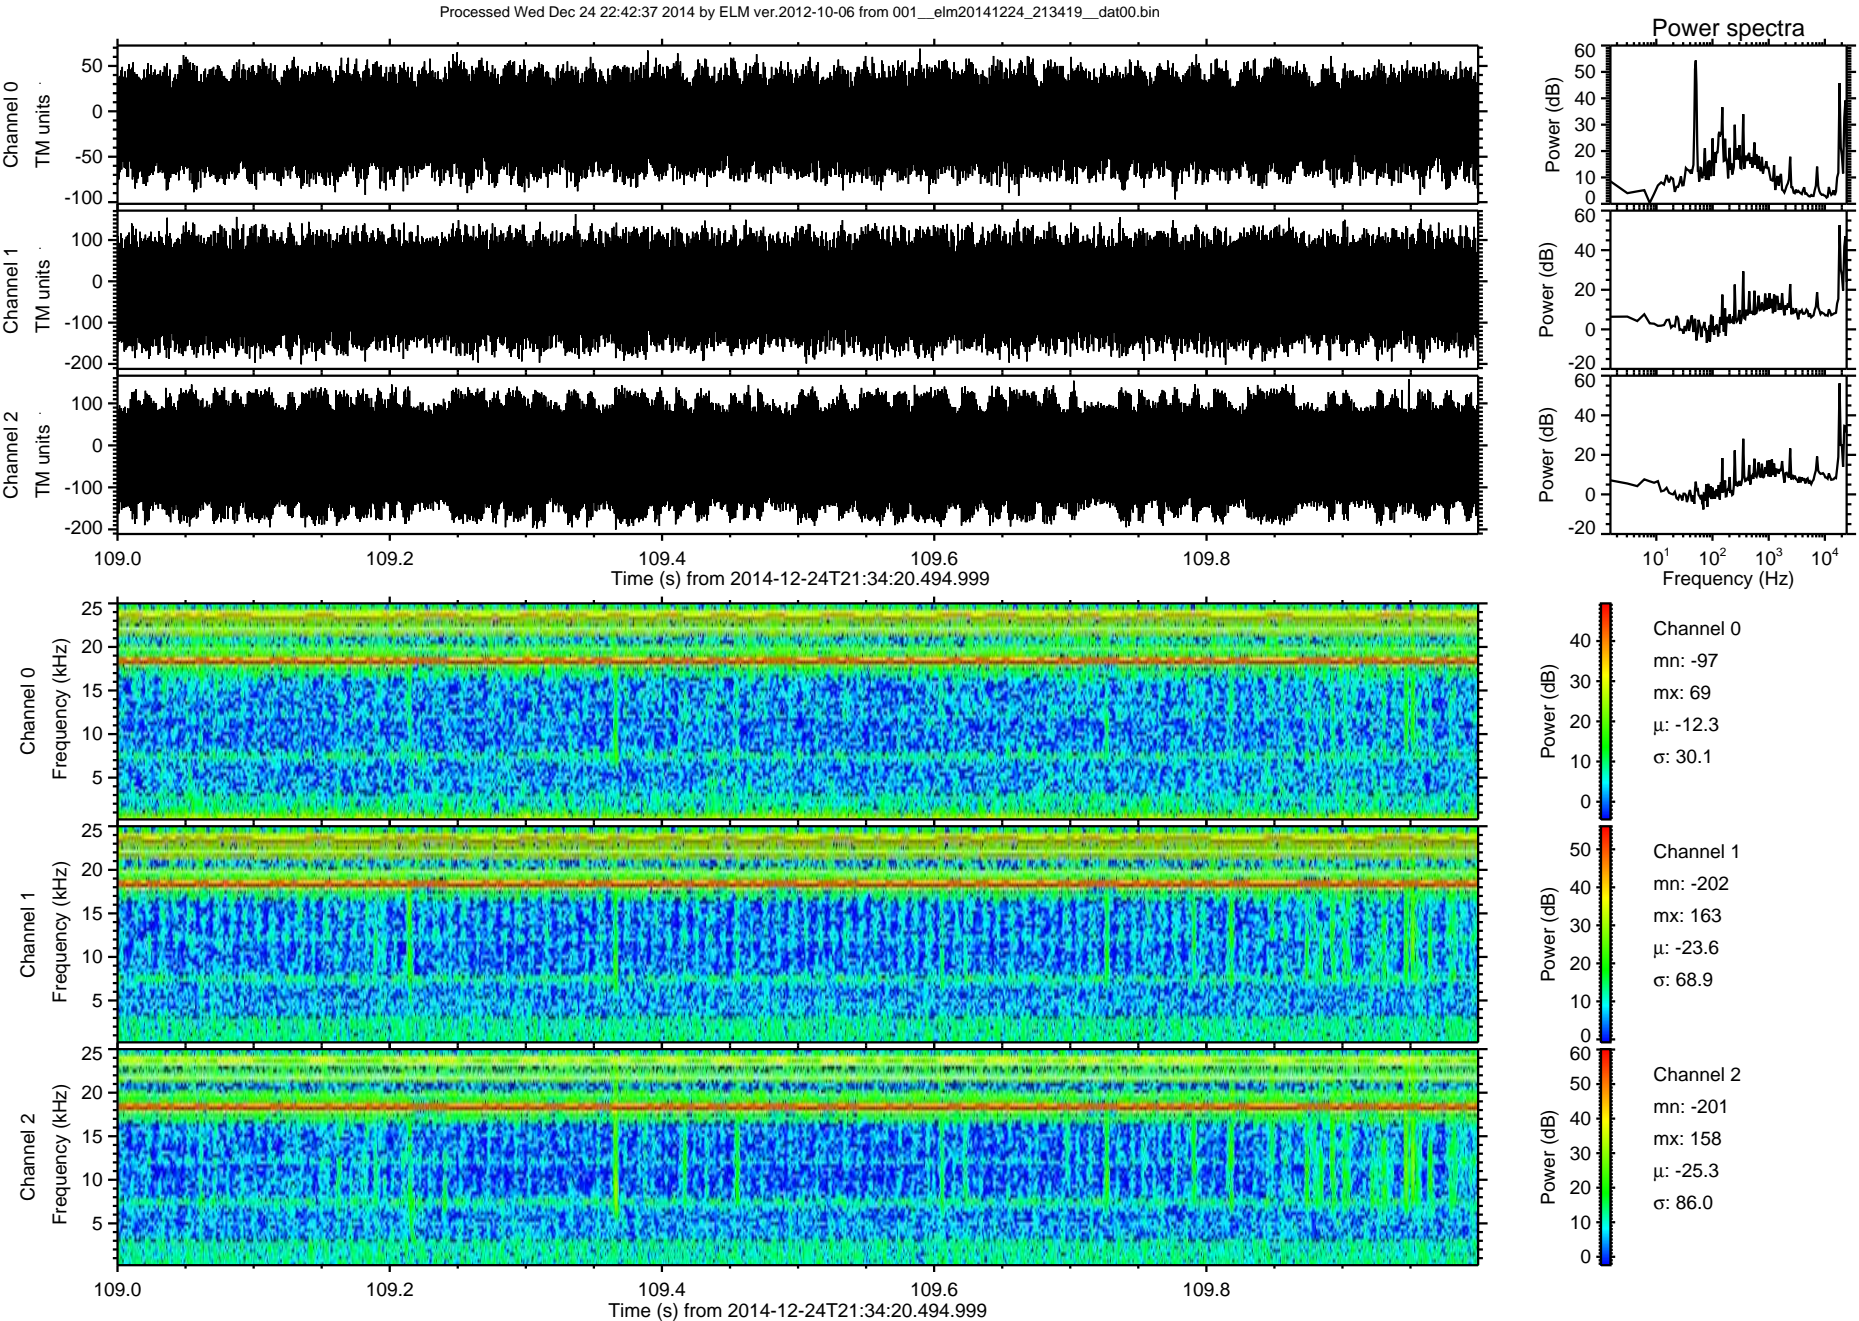 Processed Wed Dec 24 22:42:37 2014 by ELM ver.2012-10-06 from 001__elm20141224_213419__dat00.bin
Power spectra
Channel 0
TM units
50
0
-50
-100
Power (dB)
60
50
40
30
20
10
0
Channel 1
TM units
100
0
-100
-200
Power (dB)
60
40
20
0
-20
Channel 2
TM units
100
0
-100
-200
Power (dB)
60
40
20
0
-20
109.0 109.2 109.4 109.6 109.8
Time (s) from 2014-12-24T21:34:20.494.999
10^1 10^2 10^3 10^4
Frequency (Hz)
Channel 0
Frequency (kHz)
25
20
15
10
5
Power (dB)
40
30
20
10
0
Channel 0
mn: -97
mx: 69
μ: -12.3
σ: 30.1
Channel 1
Frequency (kHz)
25
20
15
10
5
Power (dB)
50
40
30
20
10
0
Channel 1
mn: -202
mx: 163
μ: -23.6
σ: 68.9
Channel 2
Frequency (kHz)
25
20
15
10
5
Power (dB)
60
50
40
30
20
10
0
Channel 2
mn: -201
mx: 158
μ: -25.3
σ: 86.0
109.0 109.2 109.4 109.6 109.8
Time (s) from 2014-12-24T21:34:20.494.999